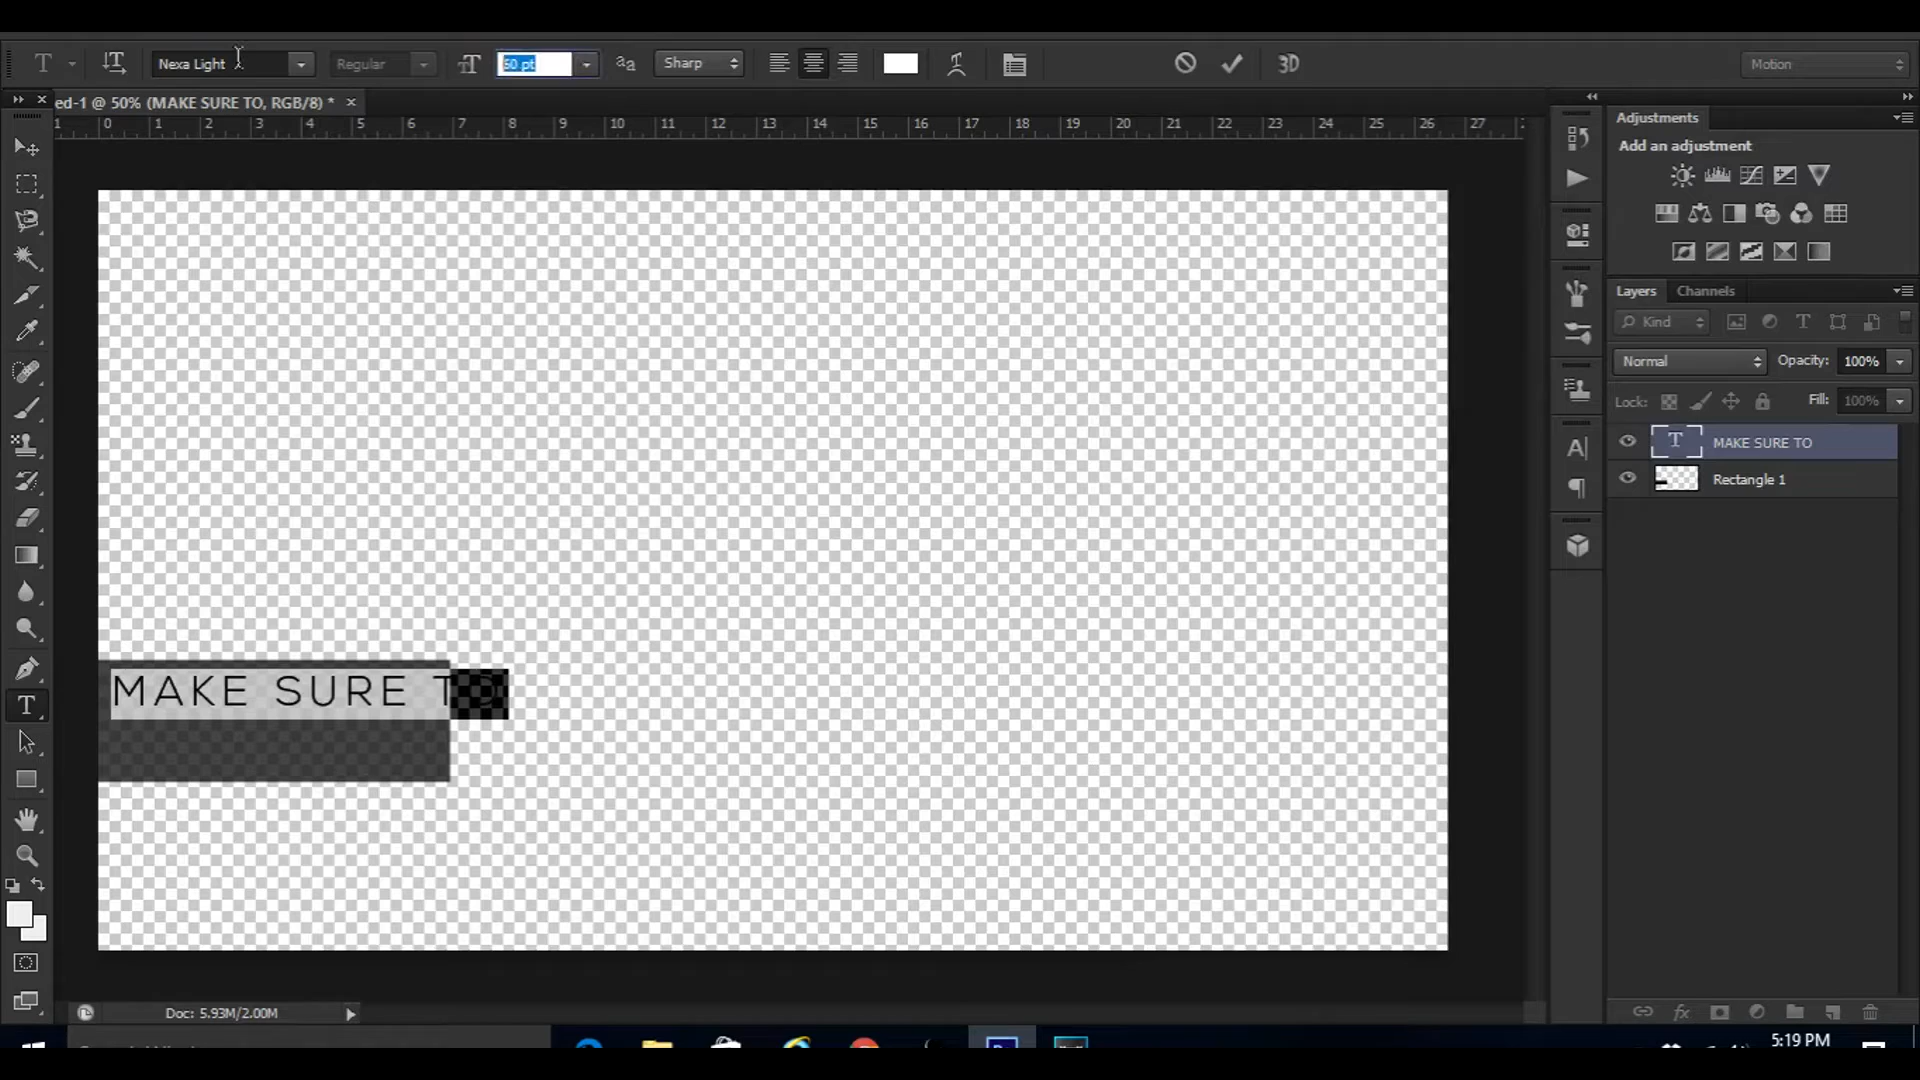 T Nexa Light Regular 50 pt aa Sharp 3D Motion
ed-1 @ 50% (MAKE SURE TO, RGB/8) * ×
1 0 1 2 3 4 5 6 7 8 9 10 11 12 13 14 15 16 17 18 19 20 21 22 23 24 25 26 27
Adjustments
Add an adjustment
Layers Channels
Kind
Normal Opacity: 100%
Lock: Fill: 100%
T MAKE SURE TO
Rectangle 1
MAKE SURE TO
Doc: 5.93M/2.00M
5:19 PM